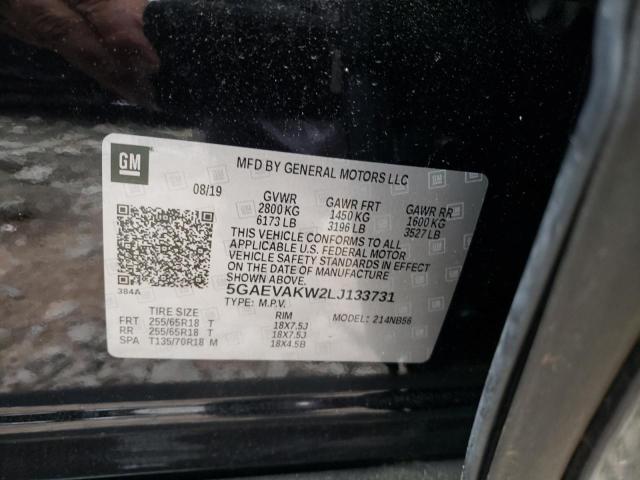 GM
MFD BY GENERAL MOTORS LLC
08/19
GVWR GAWR FRT GAWR RR
2800 KG 1450 KG 1600 KG
6173 LB 3196 LB 3527 LB
THIS VEHICLE CONFORMS TO ALL
APPLICABLE U.S. FEDERAL MOTOR
VEHICLE SAFETY STANDARDS IN EFFECT
ON THE DATE OF MANUFACTURE
SHOWN ABOVE.
384A
5GAEVAKW2LJ133731
TYPE: M.P.V. MODEL: 214NB56
TIRE SIZE RIM
FRT 255/65R18 T 18X7.5J
RR 255/65R18 T 18X7.5J
SPA T135/70R18 M 18X4.5B